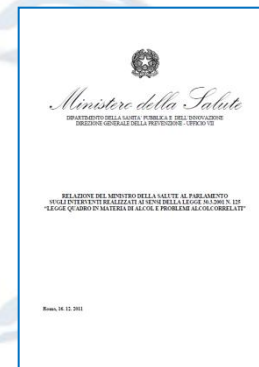 Ministero della Salute
DIPARTIMENTO DELLA SANITA' PUBBLICA E DELL'INNOVAZIONE
DIREZIONE GENERALE DELLA PREVENZIONE - UFFICIO VII
RELAZIONE DEL MINISTRO DELLA SALUTE AL PARLAMENTO
SUGLI INTERVENTI REALIZZATI AI SENSI DELLA LEGGE 30.3.2001 N. 125
"LEGGE QUADRO IN MATERIA DI ALCOL E PROBLEMI ALCOLCORRELATI"
Roma, 16. 12. 2011